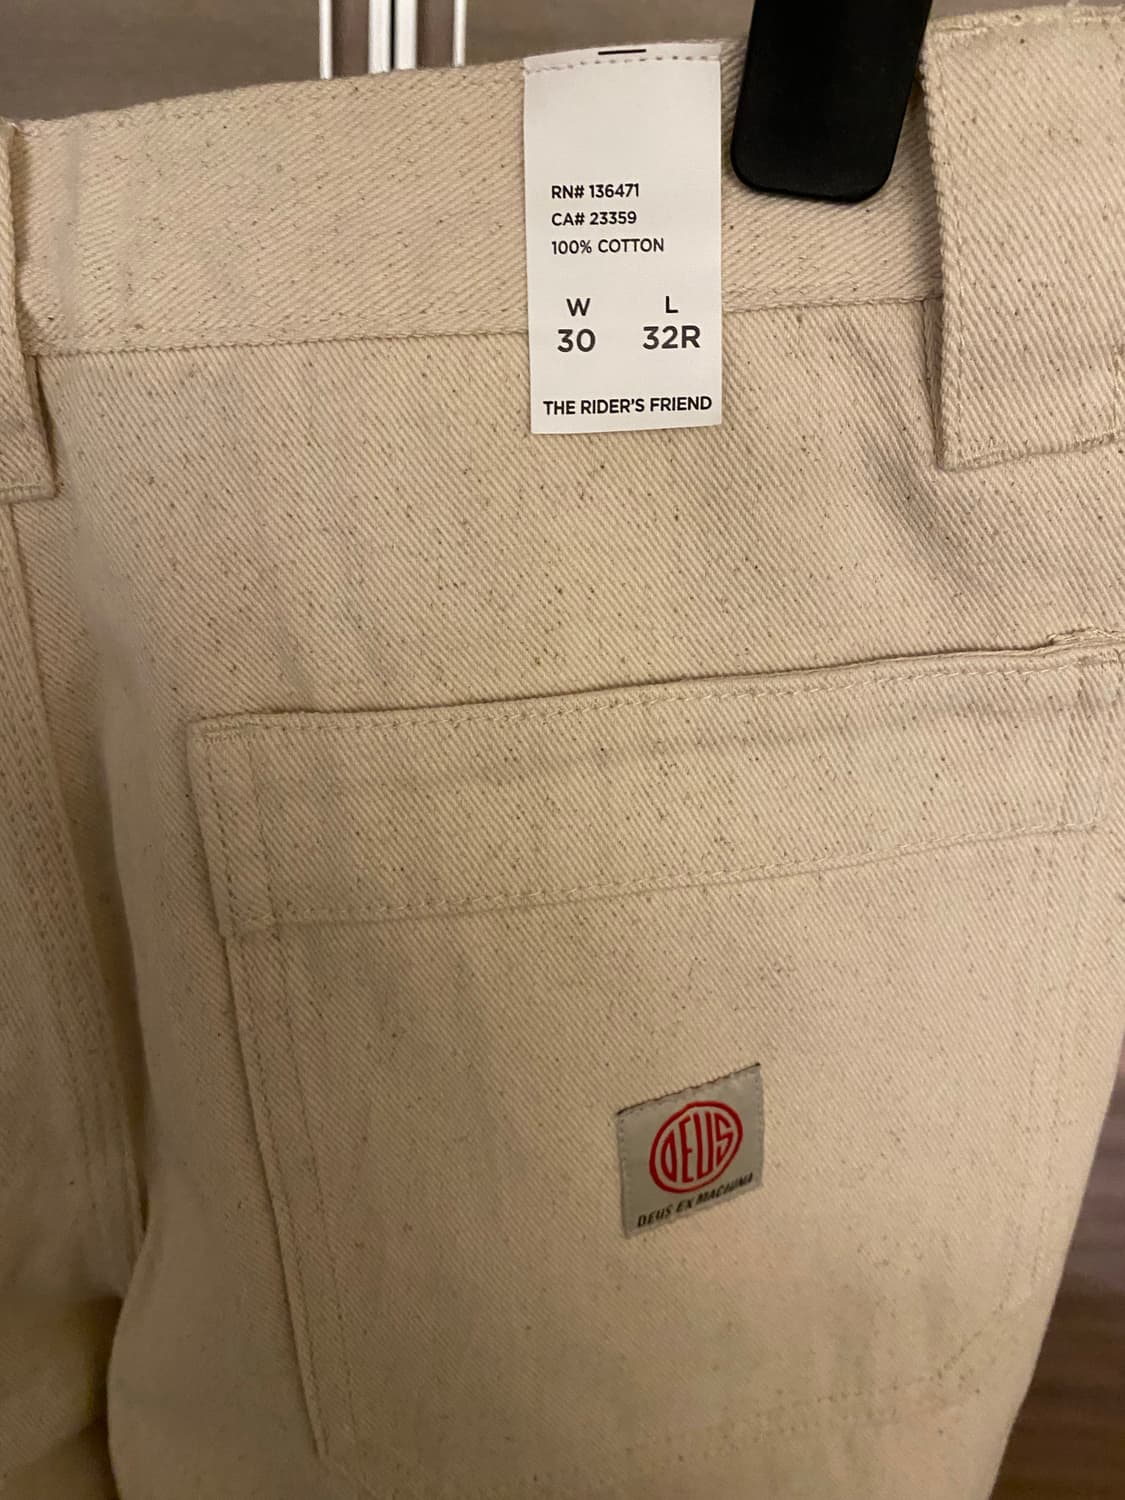 RN# 136471
CA# 23359
100% COTTON
W L
30 32R
THE RIDER'S FRIEND
DEUS
DEUS EX MACHINA